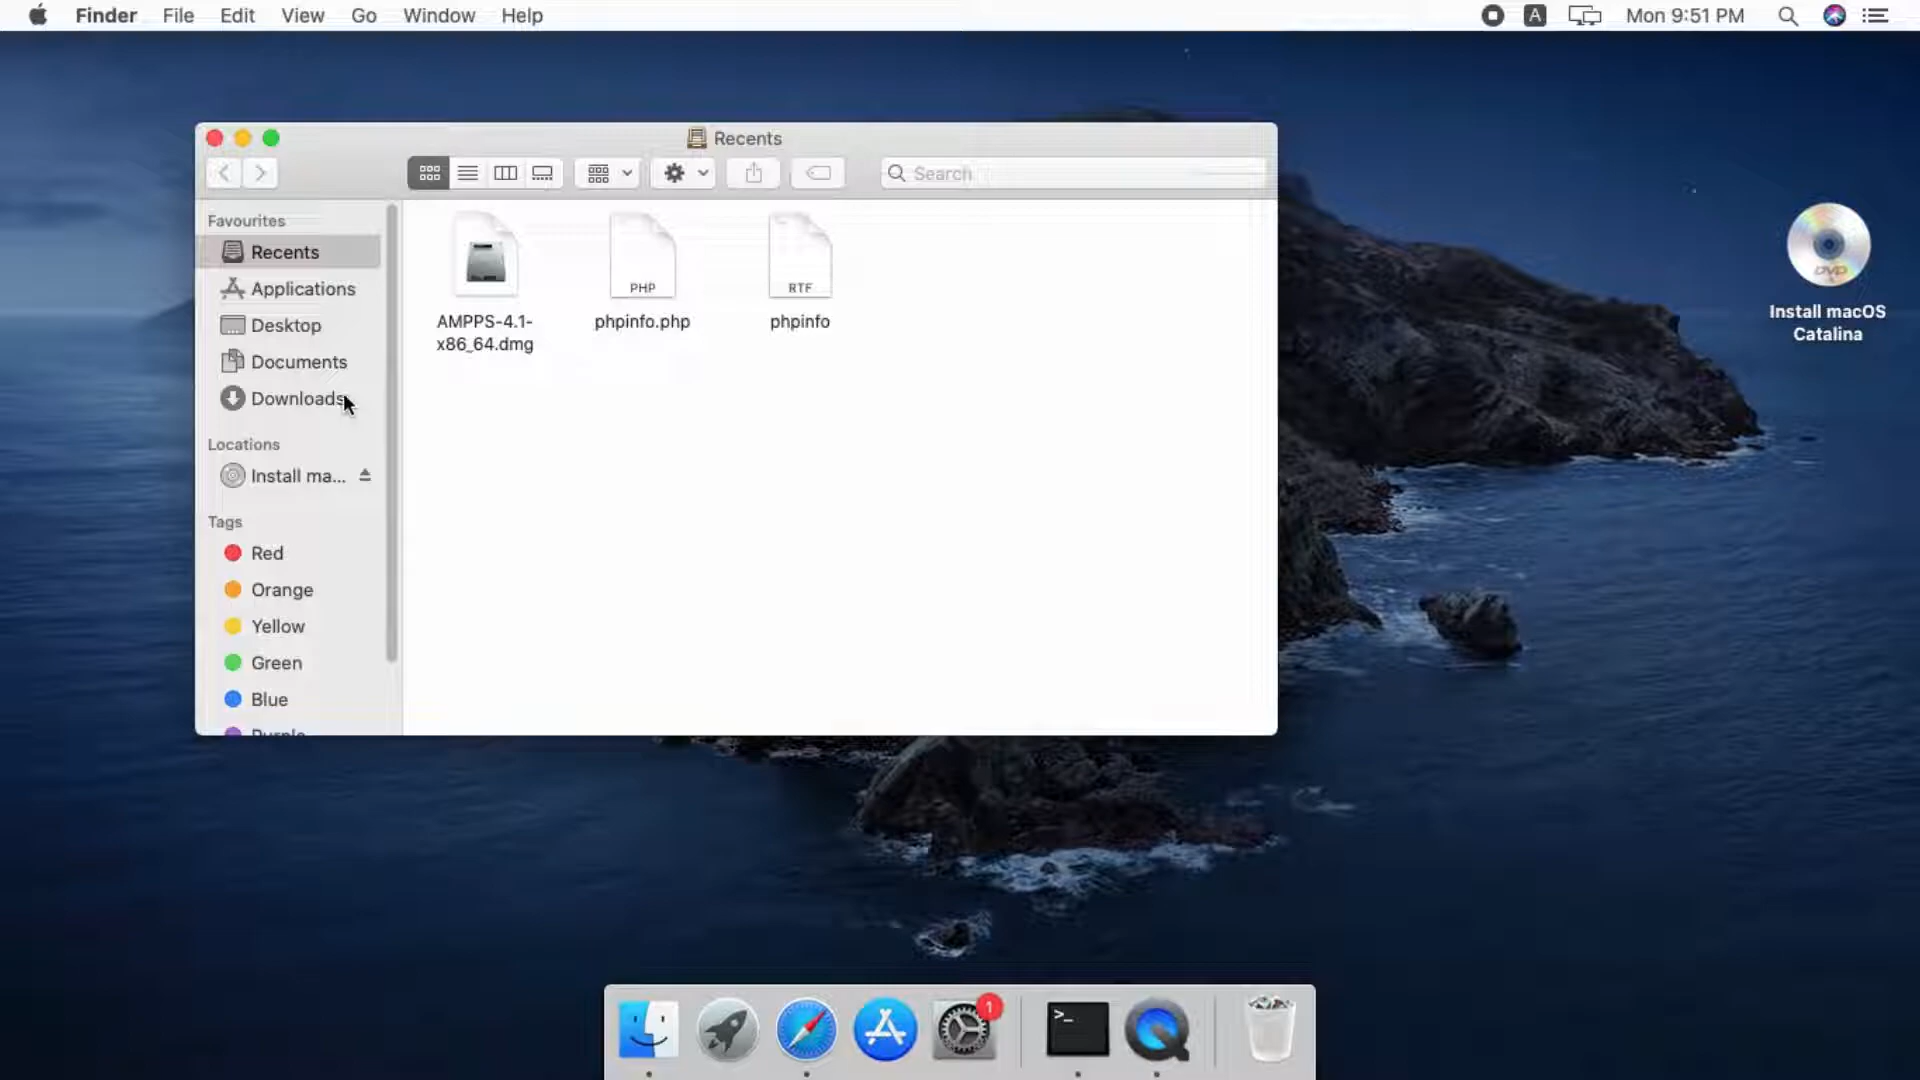 Finder File Edit View Go Window Help
A Mon 9:51 PM
Recents
Search
Favourites
Recents
Applications
Desktop
Documents
Downloads
Locations
Install ma...
Tags
Red
Orange
Yellow
Green
Blue
Purple
PHP
RTF
AMPPS-4.1-
x86_64.dmg
phpinfo.php
phpinfo
DVD
Install macOS
Catalina
1
>_